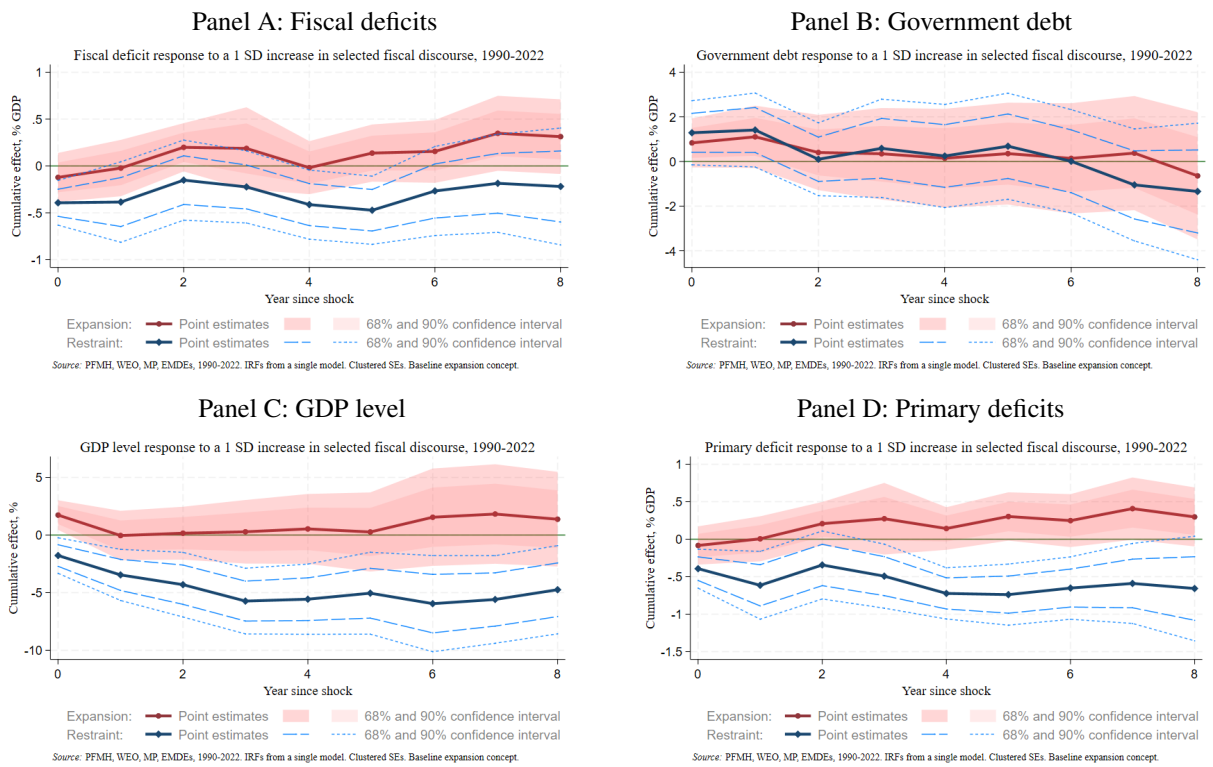 Panel A: Fiscal deficits
Fiscal deficit response to a 1 SD increase in selected fiscal discourse, 1990-2022
Cumulative effect, % GDP
1
.5
0
-.5
-1
0 2 4 6 8
Year since shock
Expansion: Point estimates 68% and 90% confidence interval
Restraint: Point estimates 68% and 90% confidence interval
Source: PFMH, WEO, MP, EMDEs, 1990-2022. IRFs from a single model. Clustered SEs. Baseline expansion concept.
Panel B: Government debt
Government debt response to a 1 SD increase in selected fiscal discourse, 1990-2022
Cumulative effect, % GDP
4
2
0
-2
-4
0 2 4 6 8
Year since shock
Expansion: Point estimates 68% and 90% confidence interval
Restraint: Point estimates 68% and 90% confidence interval
Source: PFMH, WEO, MP, EMDEs, 1990-2022. IRFs from a single model. Clustered SEs. Baseline expansion concept.
Panel C: GDP level
GDP level response to a 1 SD increase in selected fiscal discourse, 1990-2022
Cumulative effect, %
5
0
-5
-10
0 2 4 6 8
Year since shock
Expansion: Point estimates 68% and 90% confidence interval
Restraint: Point estimates 68% and 90% confidence interval
Source: PFMH, WEO, MP, EMDEs, 1990-2022. IRFs from a single model. Clustered SEs. Baseline expansion concept.
Panel D: Primary deficits
Primary deficit response to a 1 SD increase in selected fiscal discourse, 1990-2022
Cumulative effect, % GDP
1
.5
0
-.5
-1
-1.5
0 2 4 6 8
Year since shock
Expansion: Point estimates 68% and 90% confidence interval
Restraint: Point estimates 68% and 90% confidence interval
Source: PFMH, WEO, MP, EMDEs, 1990-2022. IRFs from a single model. Clustered SEs. Baseline expansion concept.